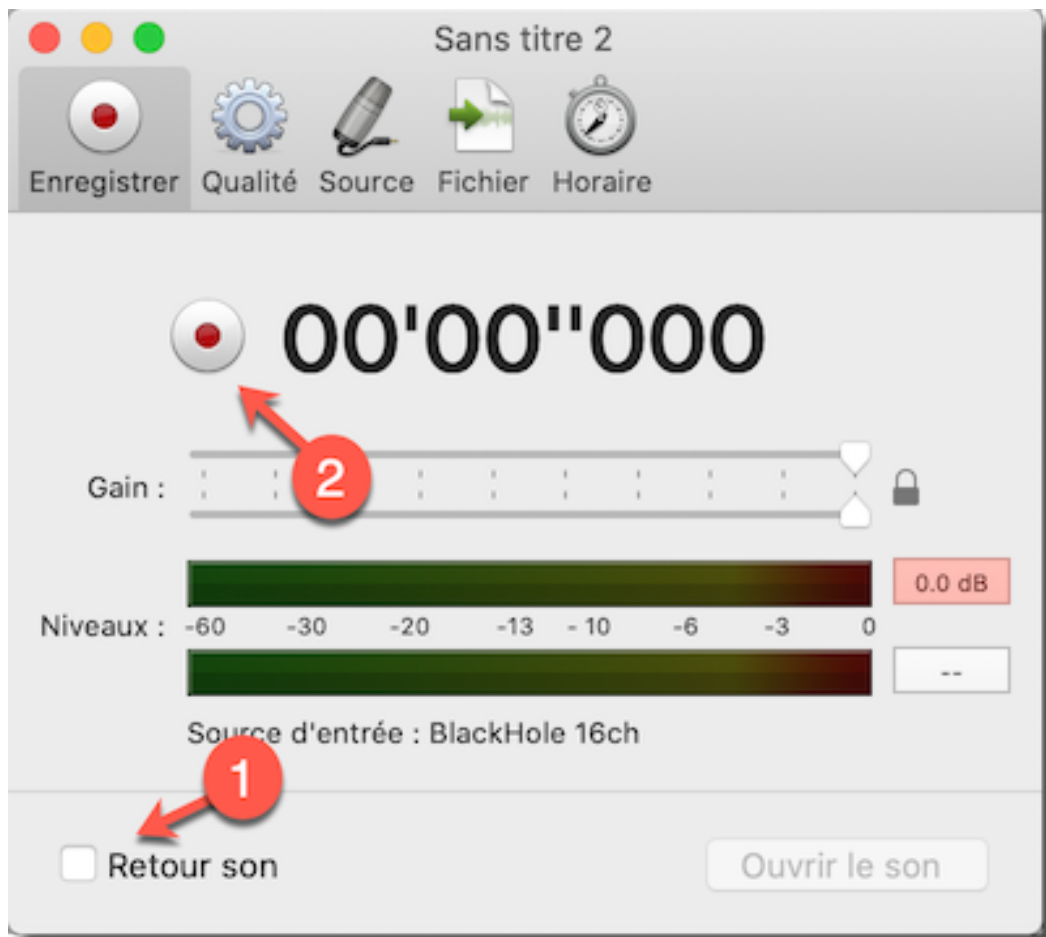 Sans titre 2
Enregistrer Qualité Source Fichier Horaire
00'00''000
2
Gain :
0.0 dB
Niveaux : -60 -30 -20 -13 - 10 -6 -3 0
--
Source d'entrée : BlackHole 16ch
1
Retour son Ouvrir le son